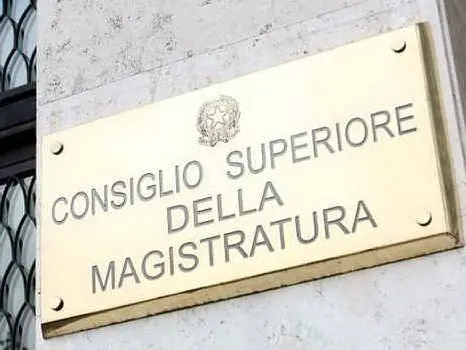 CONSIGLIO SUPERIORE
DELLA
MAGISTRATURA